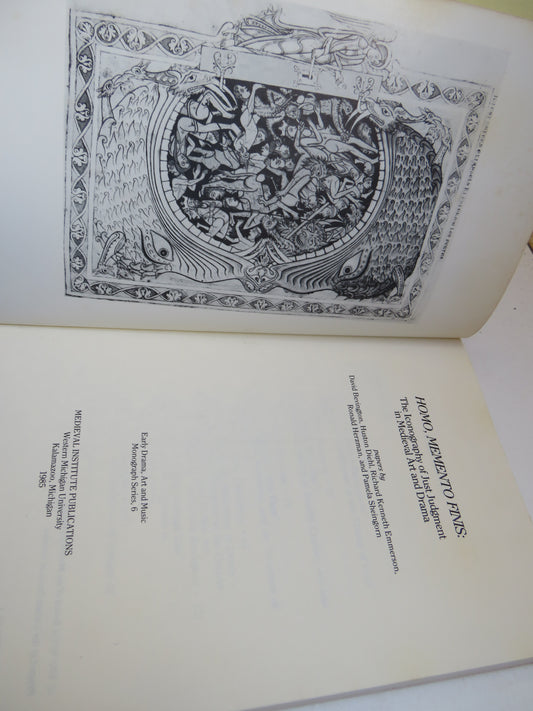 HOMO, MEMENTO FINIS:
The Iconography of Just Judgment
in Medieval Art and Drama
papers by
David Bevington, Huston Diehl, Richard Kenneth Emmerson,
Ronald Herzman, and Pamela Sheingorn
Early Drama, Art and Music
Monograph Series, 6
MEDIEVAL INSTITUTE PUBLICATIONS
Western Michigan University
Kalamazoo, Michigan
1985